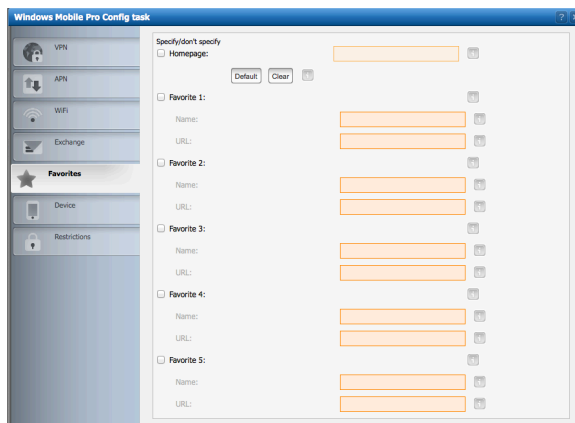 Windows Mobile Pro Config task
?
VPN
APN
WiFi
Exchange
Favorites
Device
Restrictions
Specify/don't specify
Homepage:
Default Clear
Favorite 1:
Name:
URL:
Favorite 2:
Name:
URL:
Favorite 3:
Name:
URL:
Favorite 4:
Name:
URL:
Favorite 5:
Name:
URL: